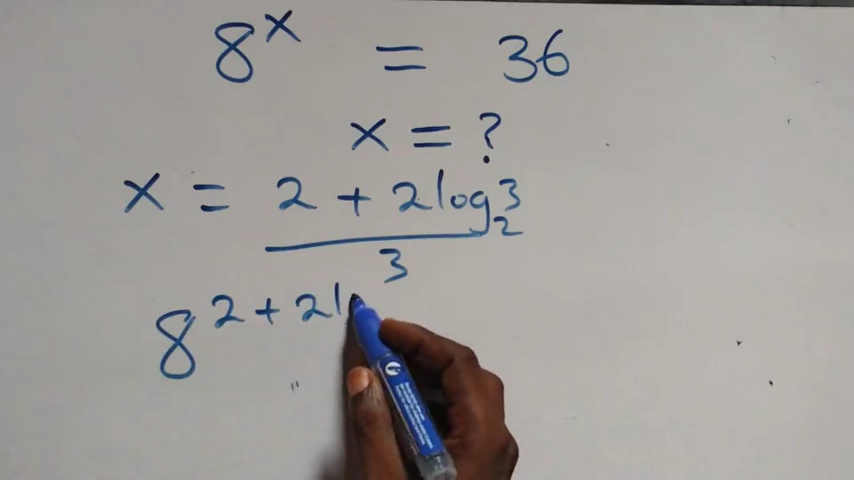 8^x = 36
x = ?
x = 2 + 2log₂3
3
8^2 + 2l